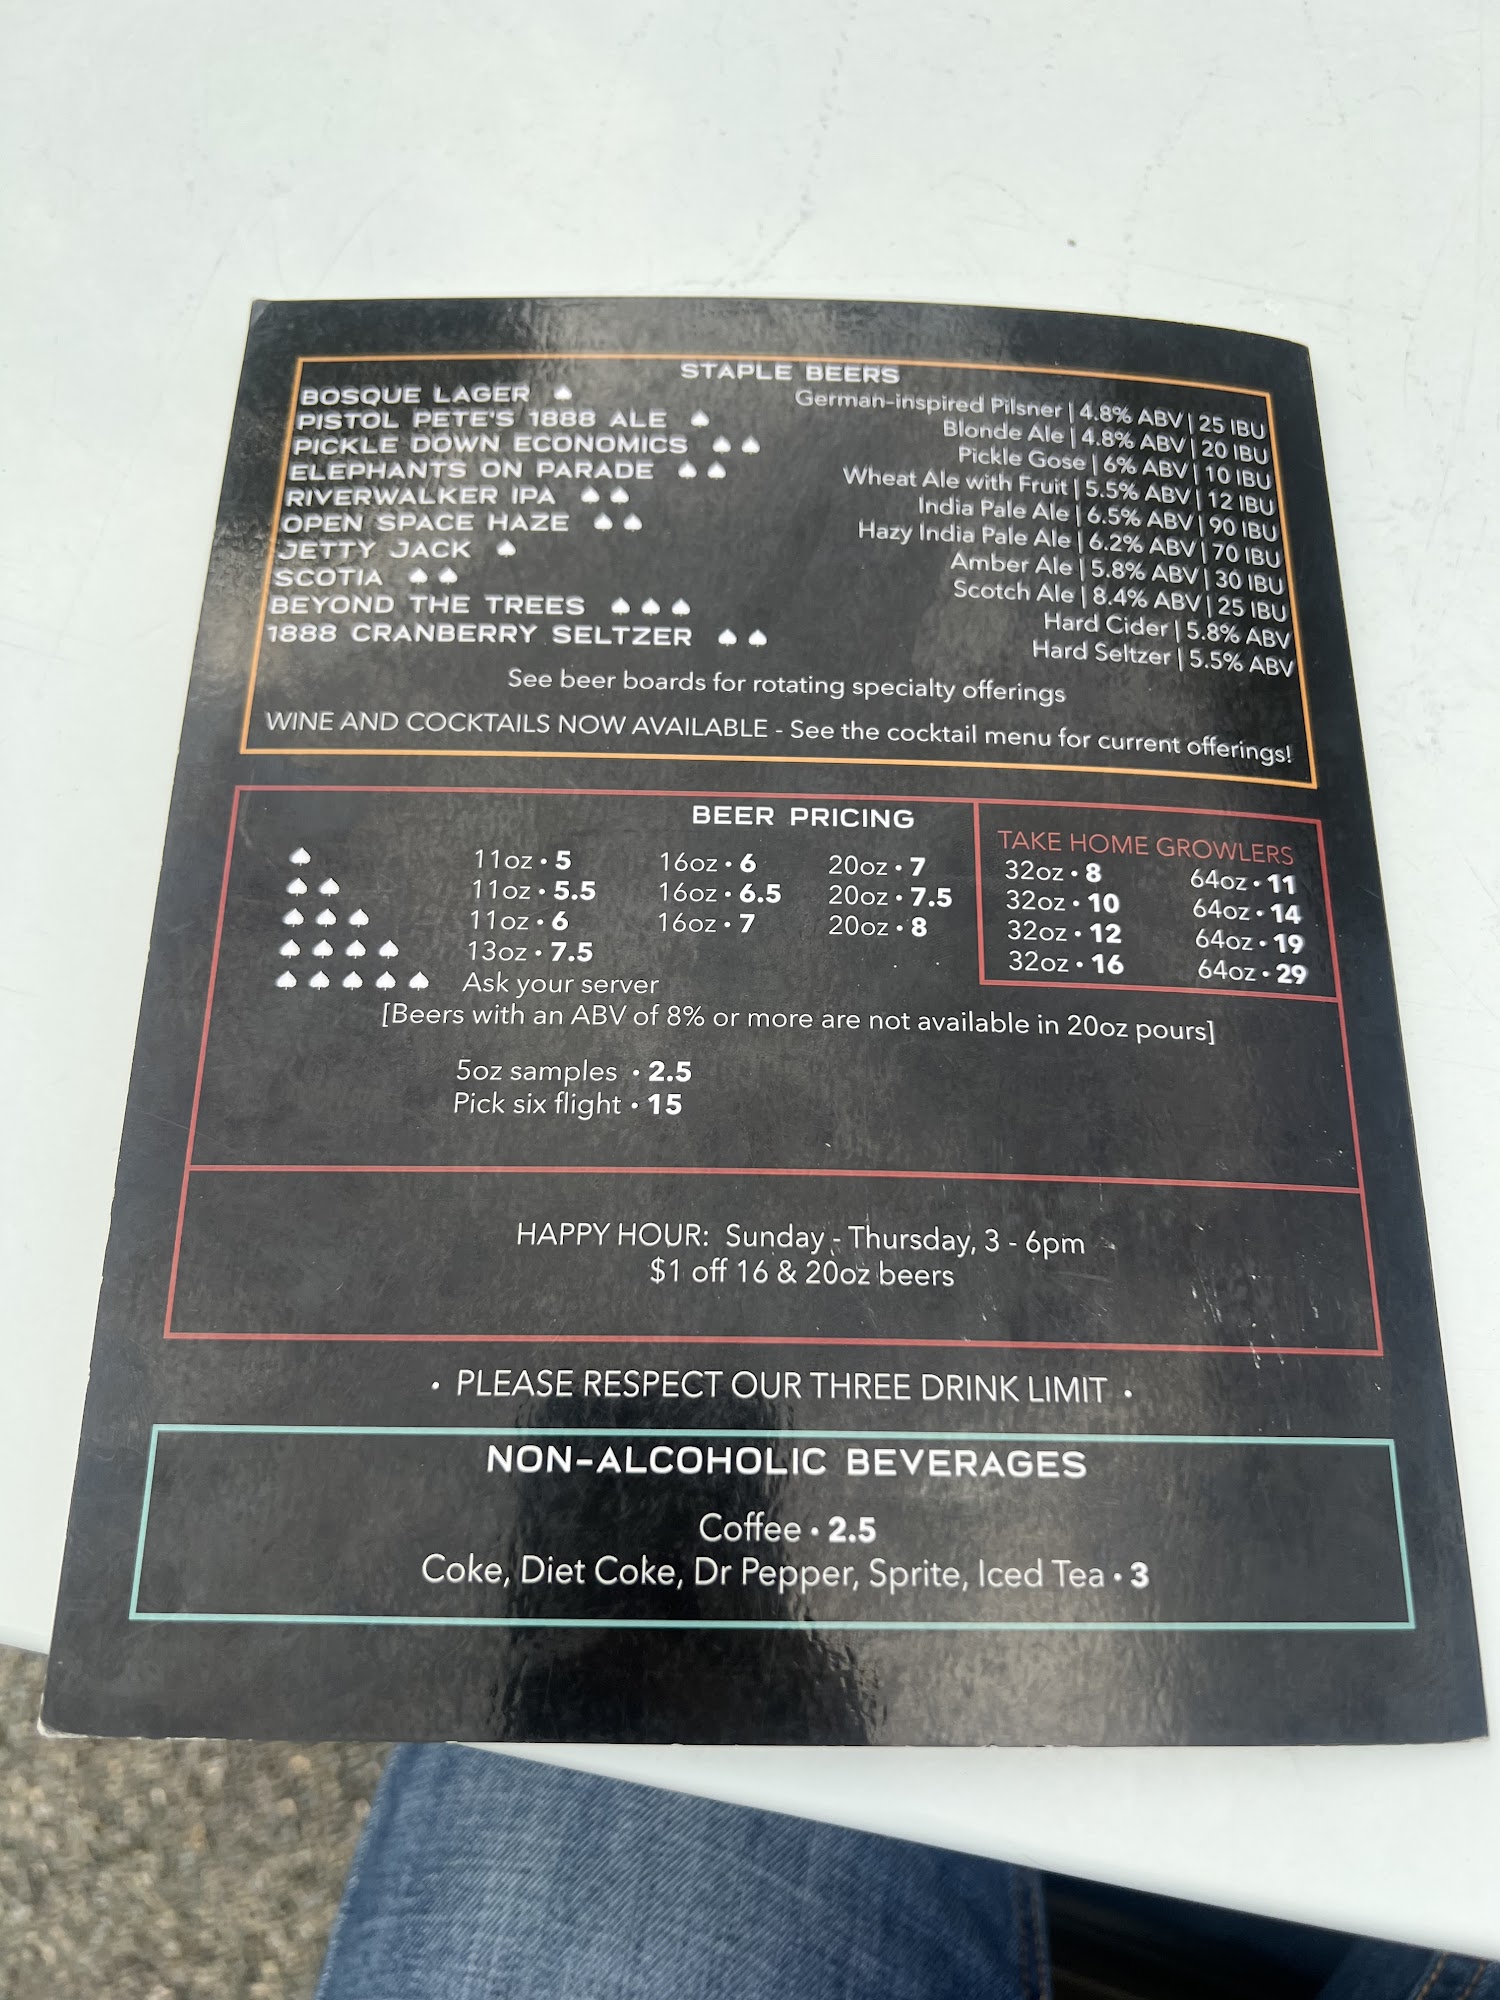 STAPLE BEERS
BOSQUE LAGER ♠ German-inspired Pilsner | 4.8% ABV | 25 IBU
PISTOL PETE'S 1888 ALE ♠ Blonde Ale | 4.8% ABV | 20 IBU
PICKLE DOWN ECONOMICS ♠ ♠ Pickle Gose | 6% ABV | 10 IBU
ELEPHANTS ON PARADE ♠ ♠ Wheat Ale with Fruit | 5.5% ABV | 12 IBU
RIVERWALKER IPA ♠ ♠ India Pale Ale | 6.5% ABV | 90 IBU
OPEN SPACE HAZE ♠ ♠ Hazy India Pale Ale | 6.2% ABV | 70 IBU
JETTY JACK ♠ Amber Ale | 5.8% ABV | 30 IBU
SCOTIA ♠ ♠ Scotch Ale | 8.4% ABV | 25 IBU
BEYOND THE TREES ♠ ♠ ♠ Hard Cider | 5.8% ABV
1888 CRANBERRY SELTZER ♠ ♠ Hard Seltzer | 5.5% ABV
See beer boards for rotating specialty offerings
WINE AND COCKTAILS NOW AVAILABLE - See the cocktail menu for current offerings!
BEER PRICING
♠ 11oz • 5 16oz • 6 20oz • 7
♠ ♠ 11oz • 5.5 16oz • 6.5 20oz • 7.5
♠ ♠ ♠ 11oz • 6 16oz • 7 20oz • 8
♠ ♠ ♠ ♠ 13oz • 7.5
♠ ♠ ♠ ♠ ♠ Ask your server
TAKE HOME GROWLERS
32oz • 8 64oz • 11
32oz • 10 64oz • 14
32oz • 12 64oz • 19
32oz • 16 64oz • 29
[Beers with an ABV of 8% or more are not available in 20oz pours]
5oz samples • 2.5
Pick six flight • 15
HAPPY HOUR: Sunday - Thursday, 3 - 6pm
$1 off 16 & 20oz beers
• PLEASE RESPECT OUR THREE DRINK LIMIT •
NON-ALCOHOLIC BEVERAGES
Coffee • 2.5
Coke, Diet Coke, Dr Pepper, Sprite, Iced Tea • 3